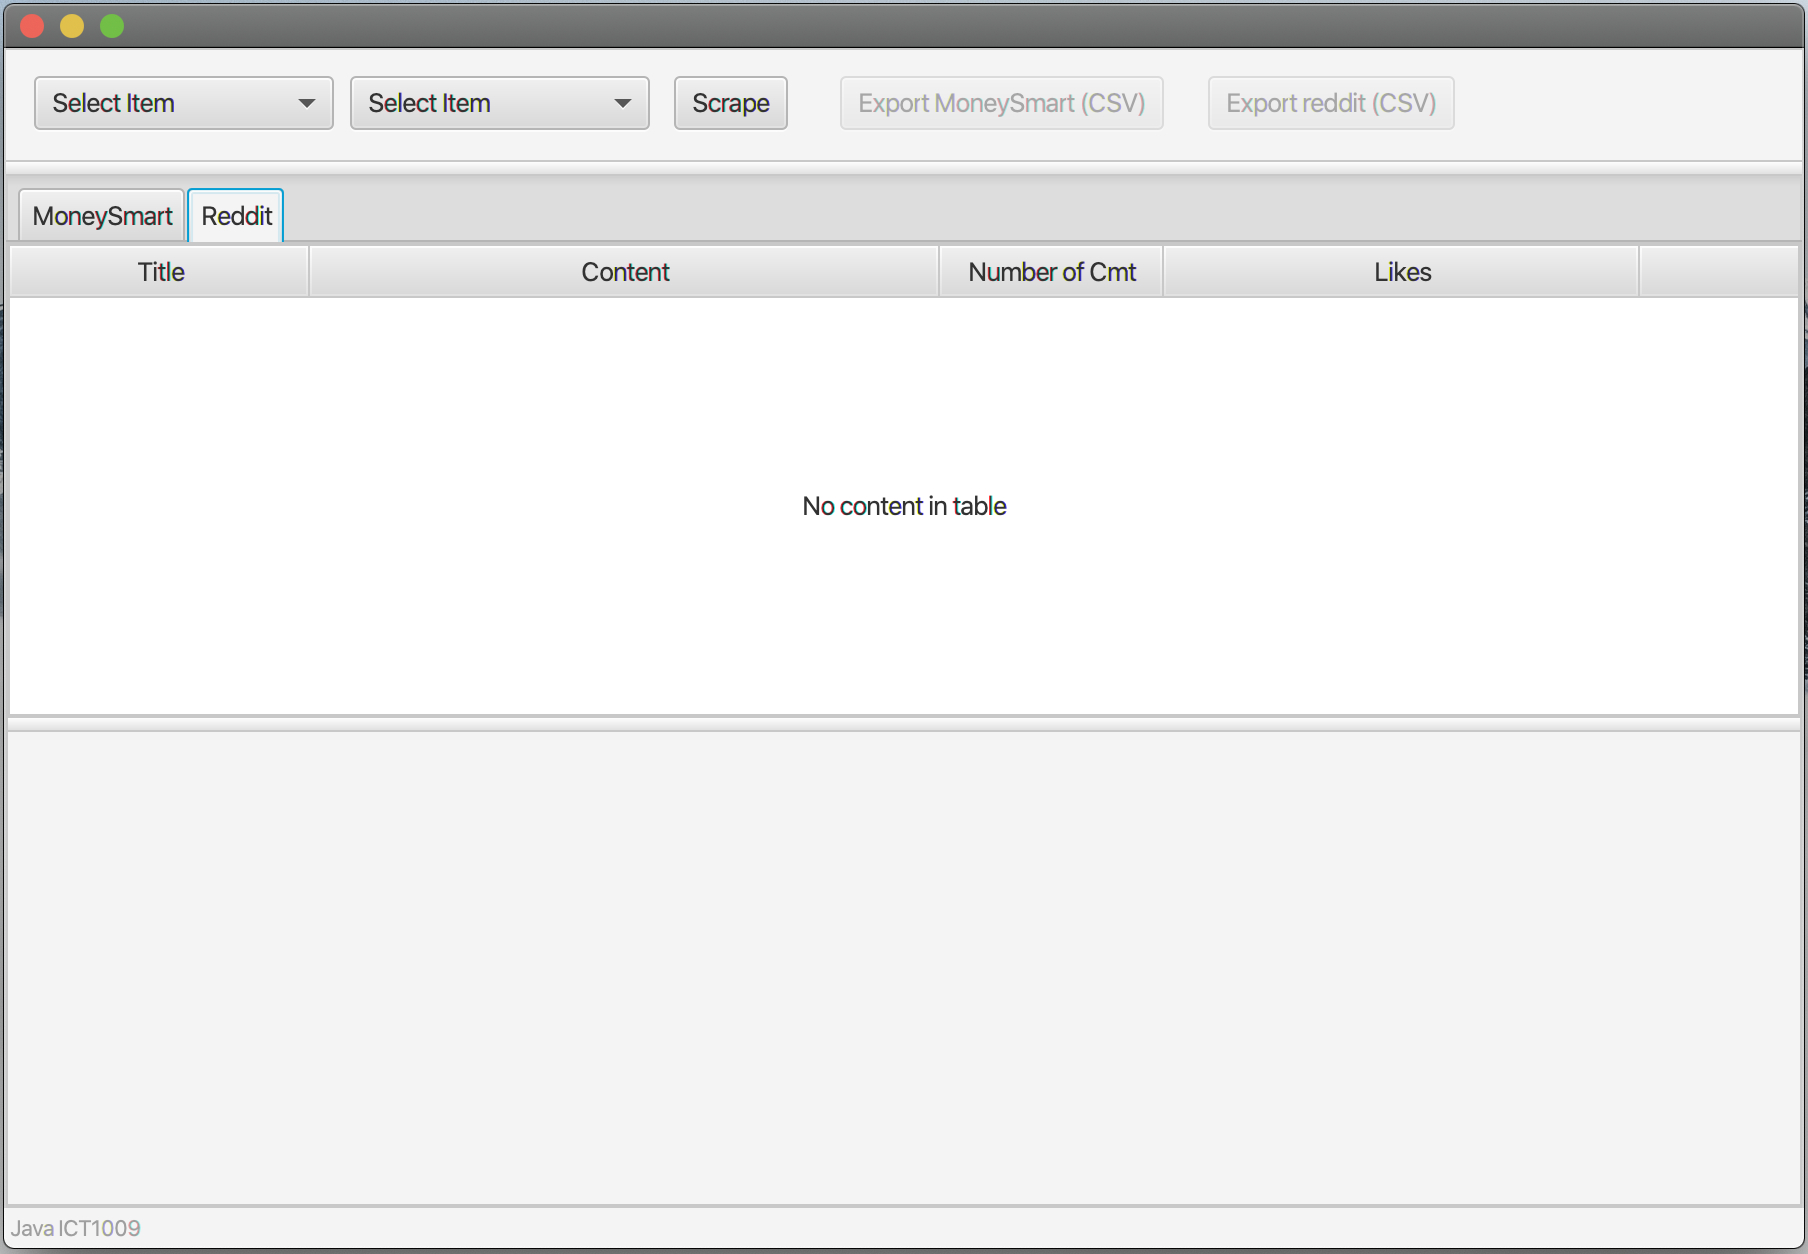 Select Item Select Item Scrape Export MoneySmart (CSV) Export reddit (CSV)
MoneySmart Reddit
Title Content Number of Cmt Likes
No content in table
Java ICT1009